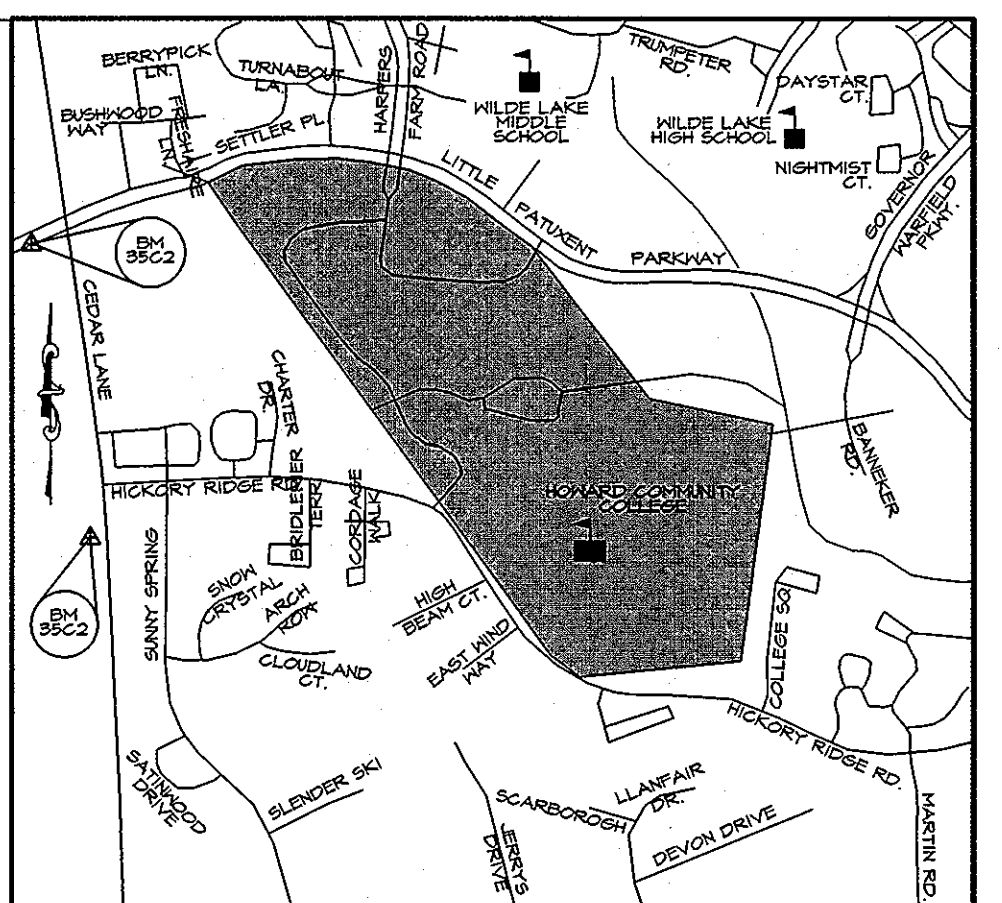 BERRYPICK
LN.
TURNABOUT
LA.
HARPERS
FARM ROAD
TRUMPETER
RD.
DAYSTAR
CT.
BUSHWOOD
WAY
SETTLER PL
WILDE LAKE
MIDDLE
SCHOOL
WILDE LAKE
HIGH SCHOOL
NIGHTMIST
CT.
LITTLE
PATUXENT
PARKWAY
GOVERNOR
WARFIELD
PKWY.
BM
35C2
CEDAR LANE
CHARTER
DR.
HICKORY RIDGE RD
BRIDLERER
TERR
CORDAGE
WALK
BANNEKER
RD.
HOWARD COMMUNITY
COLLEGE
SUNNY SPRING
SNOW
CRYSTAL
ARCH
CLOUDLAND
CT.
HIGH
BEAM CT.
EAST WIND
WAY
BM
35C2
COLLEGE SQ.
HICKORY RIDGE RD.
SATINWOOD
DRIVE
SLENDER SKI
JERRYS
DRIVE
SCARBOROGH
LLANFAIR
DR.
DEVON DRIVE
MARTIN RD.